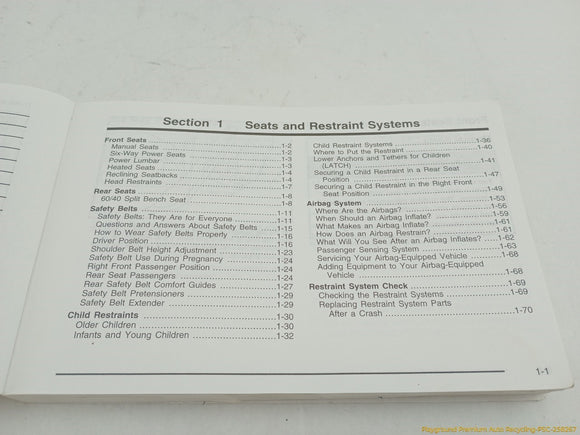 Section 1 Seats and Restraint Systems
Front Seats ...1-2
Manual Seats ...1-2
Six-Way Power Seats ...1-2
Power Lumbar ...1-3
Heated Seats ...1-3
Reclining Seatbacks ...1-4
Head Restraints ...1-7
Rear Seats ...1-8
60/40 Split Bench Seat ...1-8
Safety Belts ...1-11
Safety Belts: They Are for Everyone ...1-11
Questions and Answers About Safety Belts ...1-15
How to Wear Safety Belts Properly ...1-16
Driver Position ...1-16
Shoulder Belt Height Adjustment ...1-23
Safety Belt Use During Pregnancy ...1-24
Right Front Passenger Position ...1-24
Rear Seat Passengers ...1-24
Rear Safety Belt Comfort Guides ...1-27
Safety Belt Pretensioners ...1-29
Safety Belt Extender ...1-29
Child Restraints ...1-30
Older Children ...1-30
Infants and Young Children ...1-32
Child Restraint Systems ...1-36
Where to Put the Restraint ...1-40
Lower Anchors and Tethers for Children
(LATCH) ...1-41
Securing a Child Restraint in a Rear Seat
Position ...1-47
Securing a Child Restraint in the Right Front
Seat Position ...1-49
Airbag System ...1-53
Where Are the Airbags? ...1-56
When Should an Airbag Inflate? ...1-59
What Makes an Airbag Inflate? ...1-61
How Does an Airbag Restrain? ...1-61
What Will You See After an Airbag Inflates? ...1-62
Passenger Sensing System ...1-63
Servicing Your Airbag-Equipped Vehicle ...1-68
Adding Equipment to Your Airbag-Equipped
Vehicle ...1-68
Restraint System Check ...1-69
Checking the Restraint Systems ...1-69
Replacing Restraint System Parts
After a Crash ...1-70
1-1
Playground Premium Auto Recycling-PSC-258267